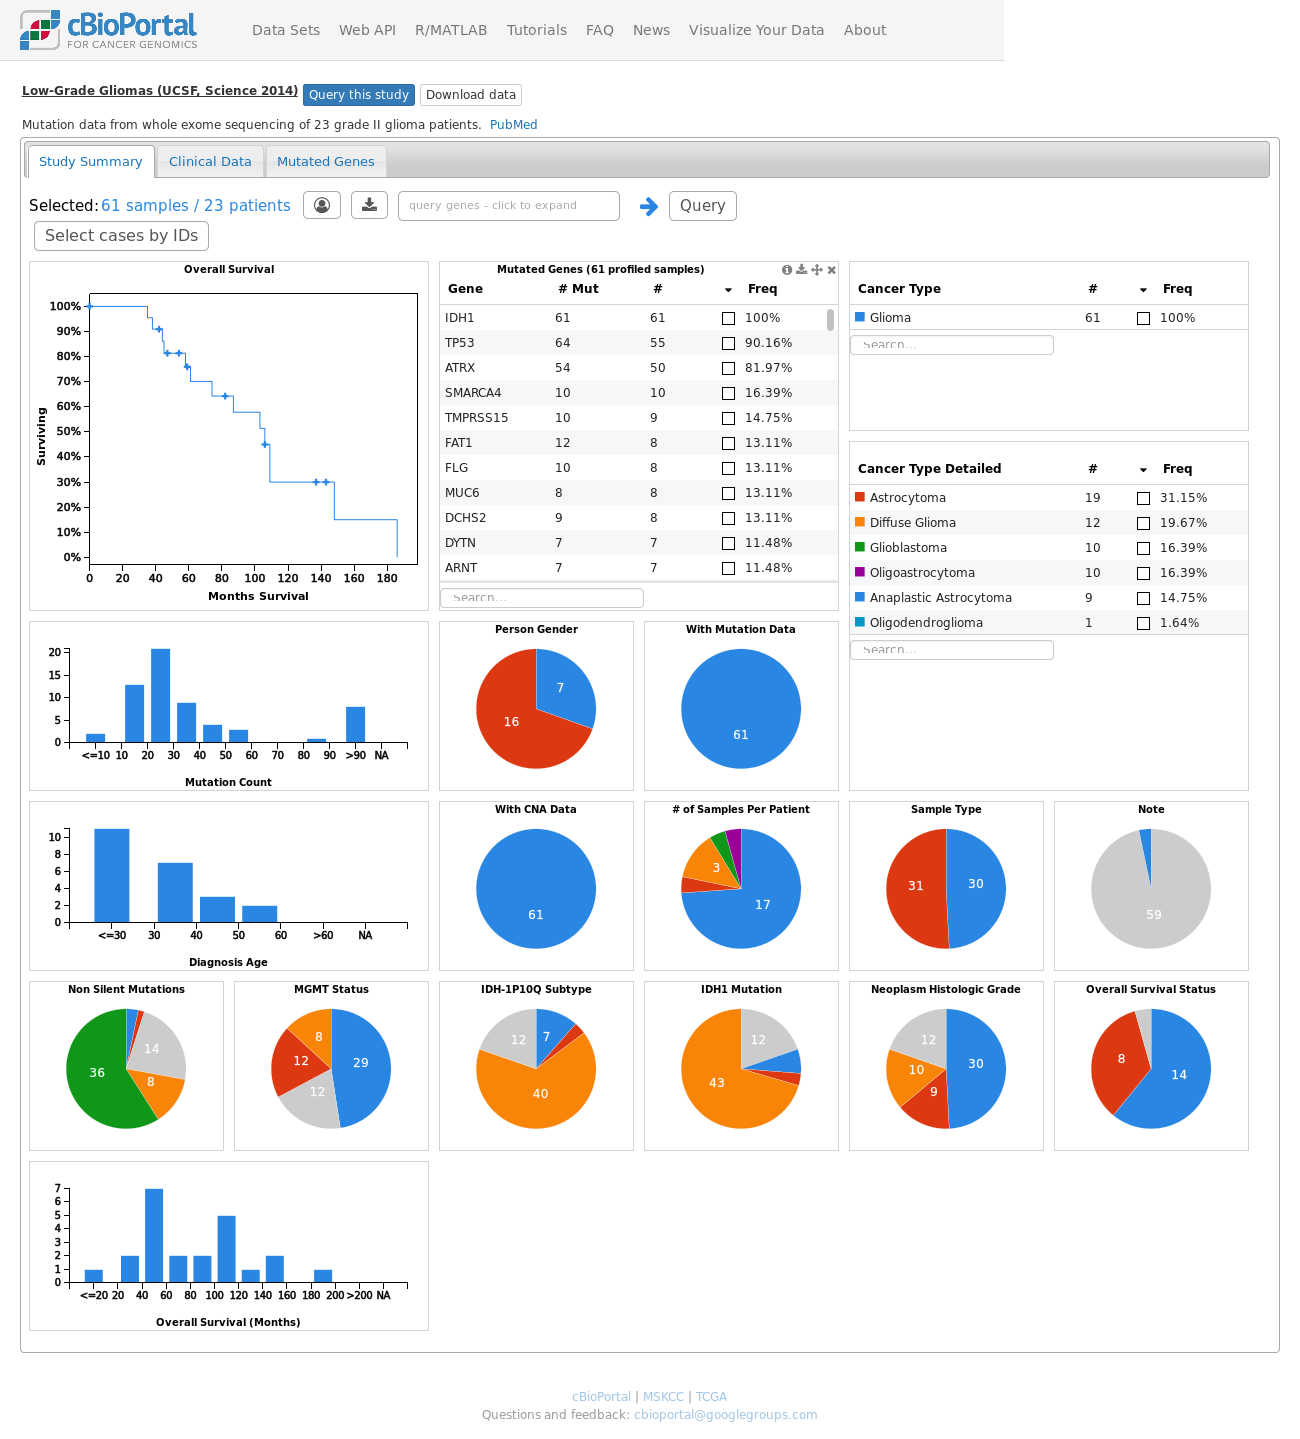 cBioPortal
FOR CANCER GENOMICS
Data Sets Web API R/MATLAB Tutorials FAQ News Visualize Your Data About
Low-Grade Gliomas (UCSF, Science 2014) Query this study Download data
Mutation data from whole exome sequencing of 23 grade II glioma patients. PubMed
Study Summary Clinical Data Mutated Genes
Selected: 61 samples / 23 patients query genes - click to expand Query
Select cases by IDs
Overall Survival
100%
90%
80%
70%
60%
50%
40%
30%
20%
10%
0%
Surviving
0 20 40 60 80 100 120 140 160 180
Months Survival
Mutated Genes (61 profiled samples)
Gene # Mut # Freq
IDH1 61 61 100%
TP53 64 55 90.16%
ATRX 54 50 81.97%
SMARCA4 10 10 16.39%
TMPRSS15 10 9 14.75%
FAT1 12 8 13.11%
FLG 10 8 13.11%
MUC6 8 8 13.11%
DCHS2 9 8 13.11%
DYTN 7 7 11.48%
ARNT 7 7 11.48%
Search...
Cancer Type # Freq
Glioma 61 100%
Search...
Cancer Type Detailed # Freq
Astrocytoma 19 31.15%
Diffuse Glioma 12 19.67%
Glioblastoma 10 16.39%
Oligoastrocytoma 10 16.39%
Anaplastic Astrocytoma 9 14.75%
Oligodendroglioma 1 1.64%
Search...
20
15
10
5
0
<=10 10 20 30 40 50 60 70 80 90 >90 NA
Mutation Count
Person Gender
7
16
With Mutation Data
61
10
8
6
4
2
0
<=30 30 40 50 60 >60 NA
Diagnosis Age
With CNA Data
61
# of Samples Per Patient
3
17
Sample Type
31 30
Note
59
Non Silent Mutations
14
36
8
MGMT Status
8
12 29
12
IDH-1P10Q Subtype
12 7
40
IDH1 Mutation
12
43
Neoplasm Histologic Grade
12
30
10
9
Overall Survival Status
8
14
7
6
5
4
3
2
1
0
<=20 20 40 60 80 100 120 140 160 180 200 >200 NA
Overall Survival (Months)
cBioPortal | MSKCC | TCGA
Questions and feedback: cbioportal@googlegroups.com